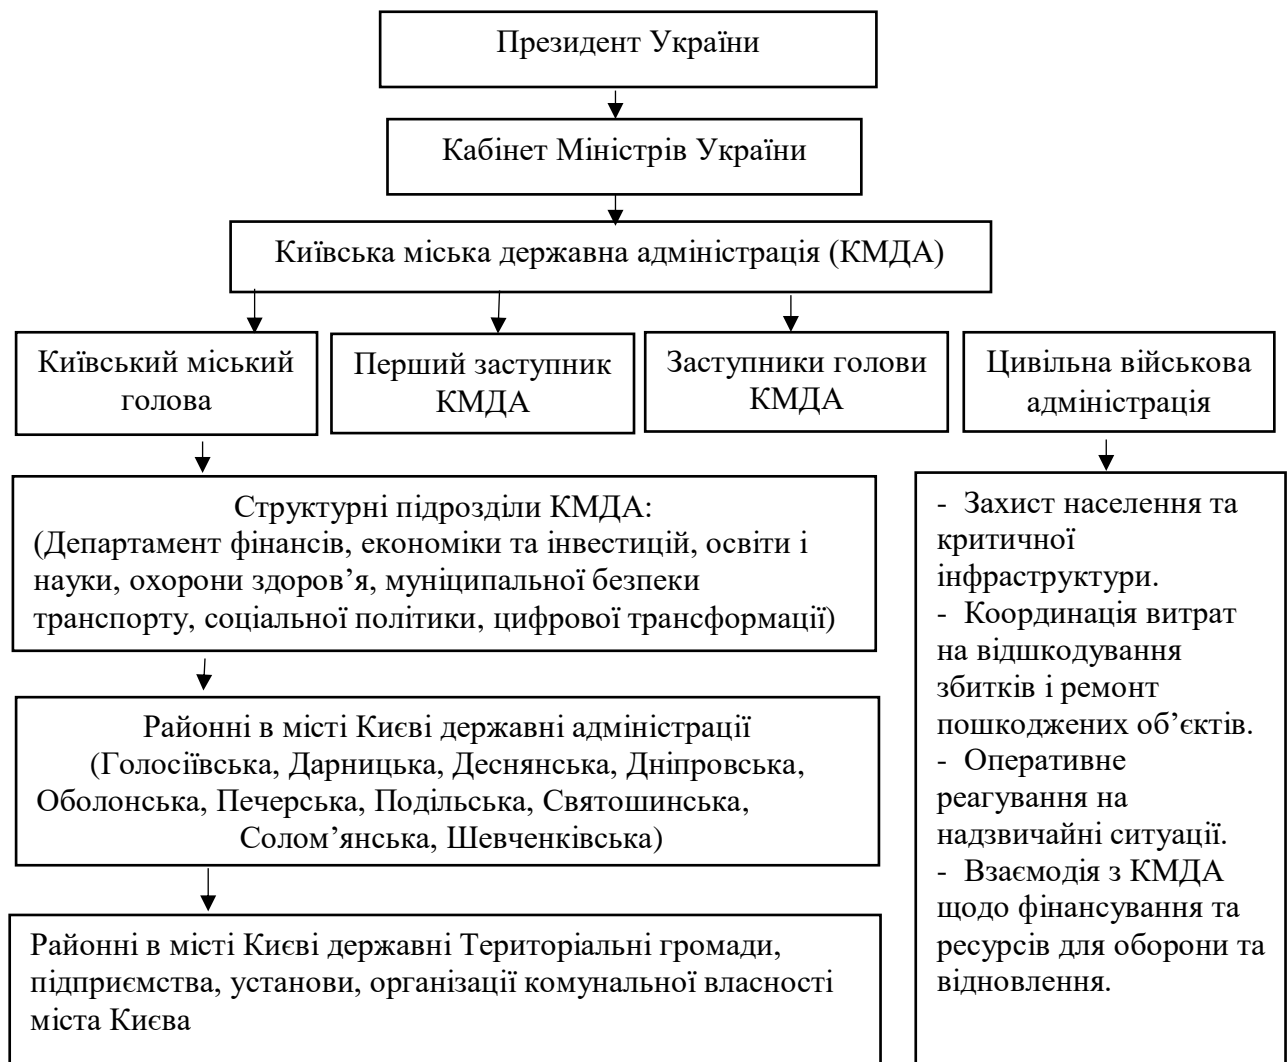 Президент України
Кабінет Міністрів України
Київська міська державна адміністрація (КМДА)
Київський міський
голова
Перший заступник
КМДА
Заступники голови
КМДА
Цивільна військова
адміністрація
Структурні підрозділи КМДА:
(Департамент фінансів, економіки та інвестицій, освіти і
науки, охорони здоров’я, муніципальної безпеки
транспорту, соціальної політики, цифрової трансформації)
Районні в місті Києві державні адміністрації
(Голосіївська, Дарницька, Деснянська, Дніпровська,
Оболонська, Печерська, Подільська, Святошинська,
Солом’янська, Шевченківська)
Районні в місті Києві державні Територіальні громади,
підприємства, установи, організації комунальної власності
міста Києва
- Захист населення та
критичної
інфраструктури.
- Координація витрат
на відшкодування
збитків і ремонт
пошкоджених об’єктів.
- Оперативне
реагування на
надзвичайні ситуації.
- Взаємодія з КМДА
щодо фінансування та
ресурсів для оборони та
відновлення.